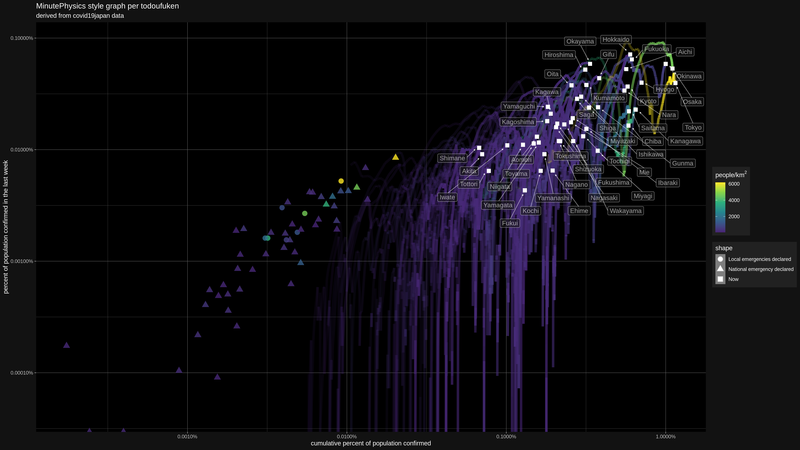 MinutePhysics style graph per todoufuken
derived from covid19japan data
percent of population confirmed in the last week
0.10000%
0.01000%
0.00100%
0.00010%
Okayama
Hokkaido
Fukuoka
Aichi
Hiroshima
Gifu
Oita
Okinawa
Hyogo
Kagawa
Kumamoto
Kyoto
Osaka
Yamaguchi
Saga
Nara
Kagoshima
Shiga
Saitama
Tokyo
Miyazaki
Chiba
Kanagawa
Shimane
Aomori
Tokushima
Tochigi
Ishikawa
Gunma
Akita
Toyama
Shizuoka
Mie
Tottori
Niigata
Nagano
Fukushima
Ibaraki
Iwate
Yamagata
Yamanashi
Nagasaki
Miyagi
Kochi
Ehime
Wakayama
Fukui
0.0010%
0.0100%
0.1000%
1.0000%
cumulative percent of population confirmed
people/km²
6000
4000
2000
shape
Local emergencies declared
National emergency declared
Now